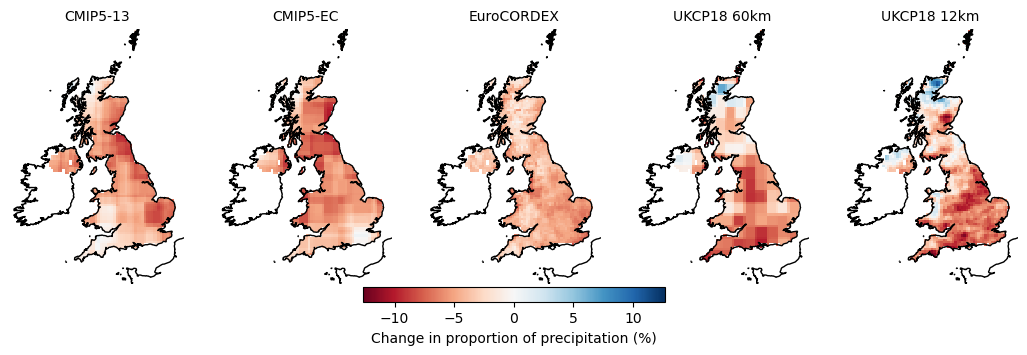 CMIP5-13 CMIP5-EC EuroCORDEX UKCP18 60km UKCP18 12km
−10 −5 0 5 10
Change in proportion of precipitation (%)